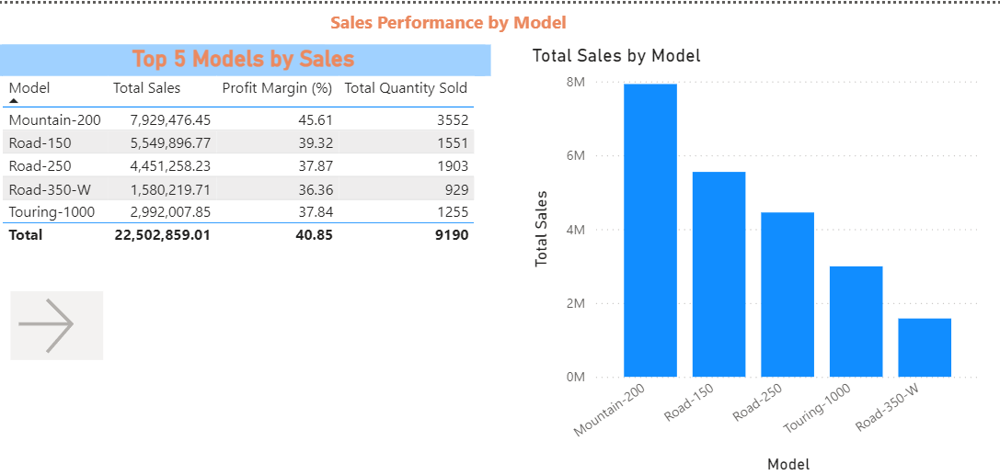 Sales Performance by Model
Top 5 Models by Sales
Model Total Sales Profit Margin (%) Total Quantity Sold
Mountain-200 7,929,476.45 45.61 3552
Road-150 5,549,896.77 39.32 1551
Road-250 4,451,258.23 37.87 1903
Road-350-W 1,580,219.71 36.36 929
Touring-1000 2,992,007.85 37.84 1255
Total 22,502,859.01 40.85 9190
Total Sales by Model
Total Sales
8M
6M
4M
2M
0M
Mountain-200
Road-150
Road-250
Touring-1000
Road-350-W
Model